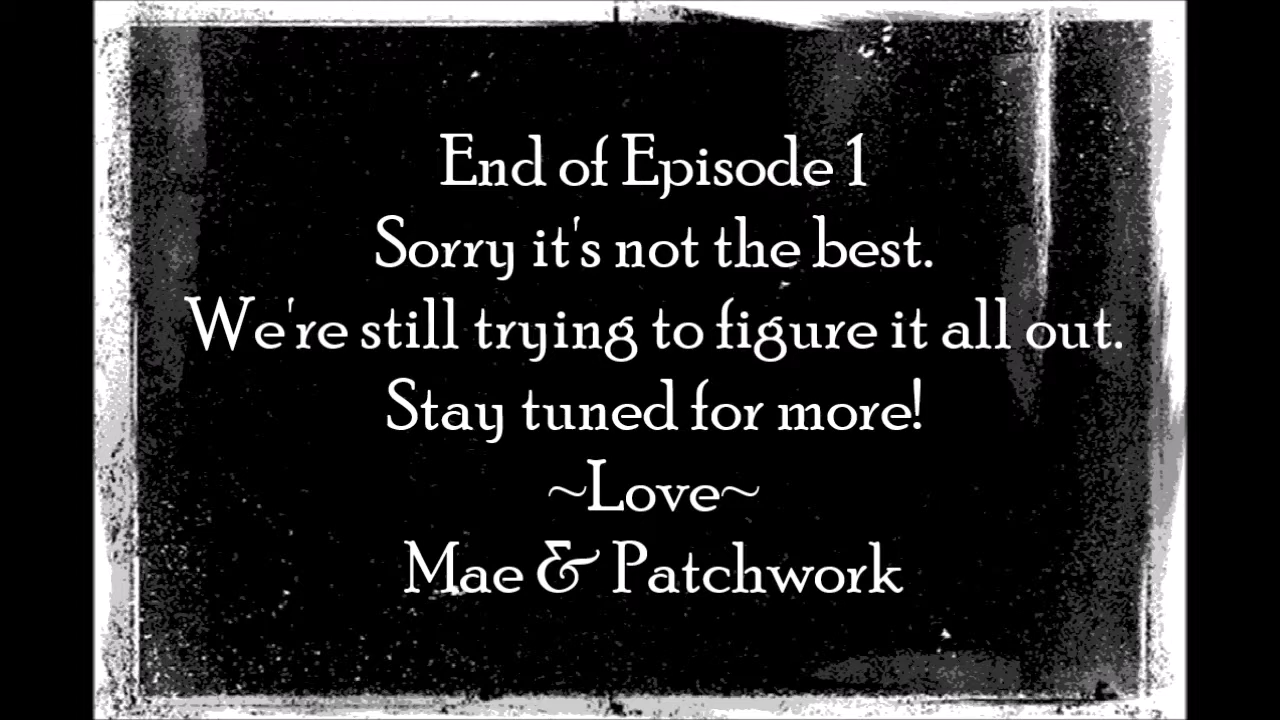 End of Episode 1
Sorry it's not the best.
We're still trying to figure it all out.
Stay tuned for more!
~Love~
Mae & Patchwork